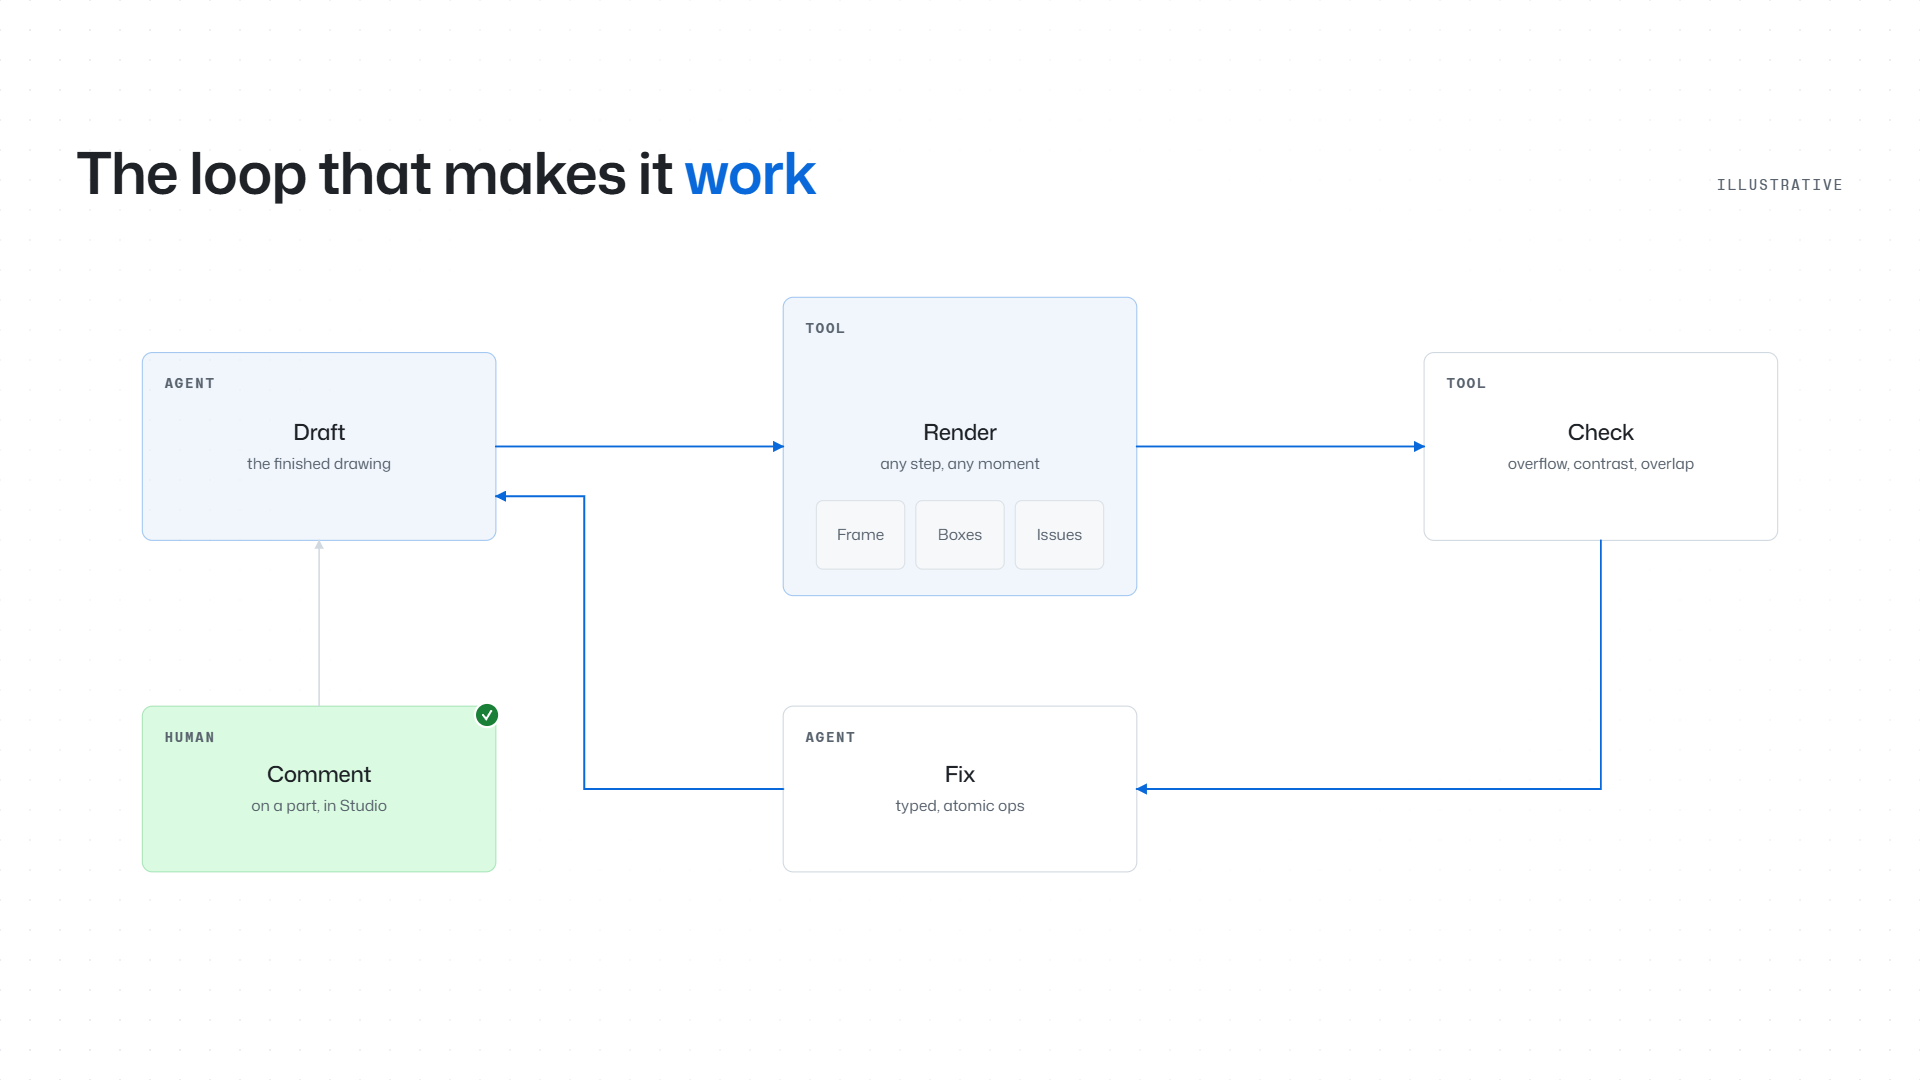 The loop that makes it work
ILLUSTRATIVE
AGENT
Draft
the finished drawing
TOOL
Render
any step, any moment
Frame
Boxes
Issues
TOOL
Check
overflow, contrast, overlap
HUMAN
Comment
on a part, in Studio
AGENT
Fix
typed, atomic ops